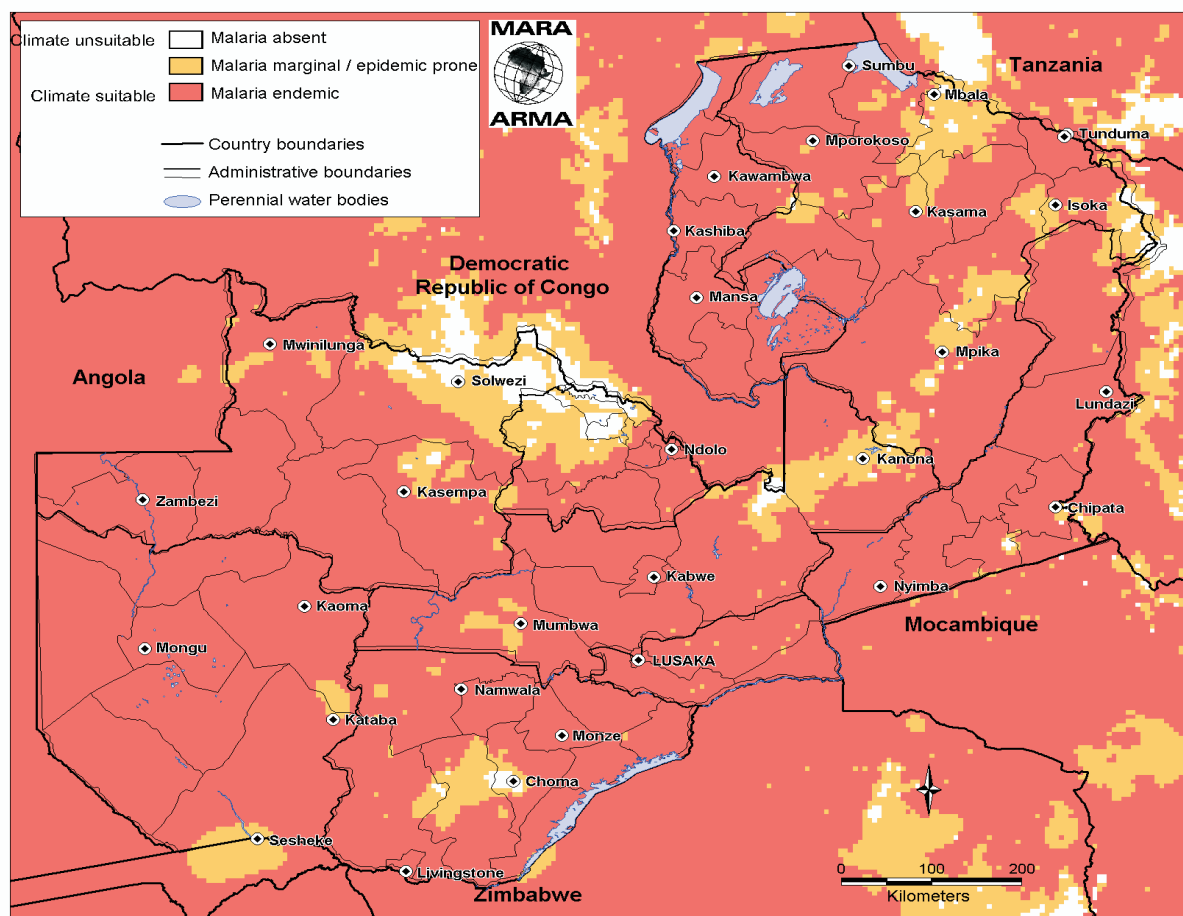 Climate unsuitable
Malaria absent
Malaria marginal / epidemic prone
Climate suitable
Malaria endemic
Country boundaries
Administrative boundaries
Perennial water bodies
MARA
ARMA
Sumbu
Tanzania
Mbala
Tunduma
Mporokoso
Kawambwa
Kasama
Isoka
Kashiba
Democratic
Republic of Congo
Mansa
Mwinilunga
Mpika
Angola
Solwezi
Lundazi
Ndolo
Kanona
Kasempa
Zambezi
Chipata
Kabwe
Nyimba
Kaoma
Mumbwa
Mocambique
Mongu
LUSAKA
Namwala
Kataba
Monze
Choma
Sesheke
Livingstone
Zimbabwe
0 100 200
Kilometers